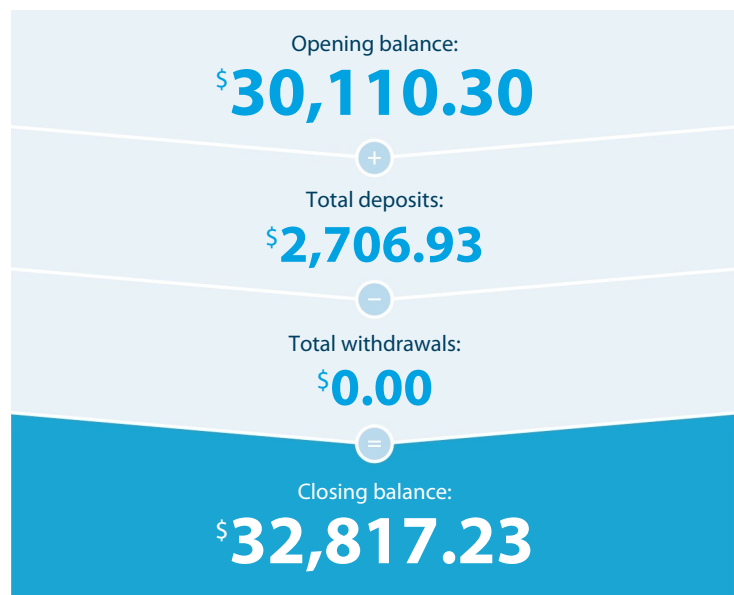 Opening balance:
$30,110.30
+
Total deposits:
$2,706.93
−
Total withdrawals:
$0.00
=
Closing balance:
$32,817.23